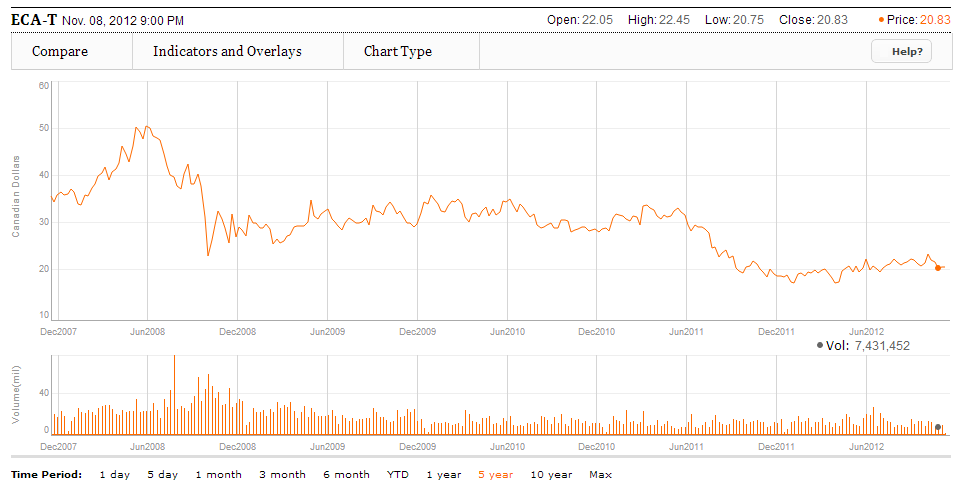 ECA-T Nov. 08, 2012 9:00 PM Open: 22.05 High: 22.45 Low: 20.75 Close: 20.83 Price: 20.83
Compare Indicators and Overlays Chart Type Help?
60
50
40
30
20
10
Canadian Dollars
Dec2007 Jun2008 Dec2008 Jun2009 Dec2009 Jun2010 Dec2010 Jun2011 Dec2011 Jun2012
Vol: 7,431,452
40
0
Volume(mil)
Dec2007 Jun2008 Dec2008 Jun2009 Dec2009 Jun2010 Dec2010 Jun2011 Dec2011 Jun2012
Time Period: 1 day 5 day 1 month 3 month 6 month YTD 1 year 5 year 10 year Max